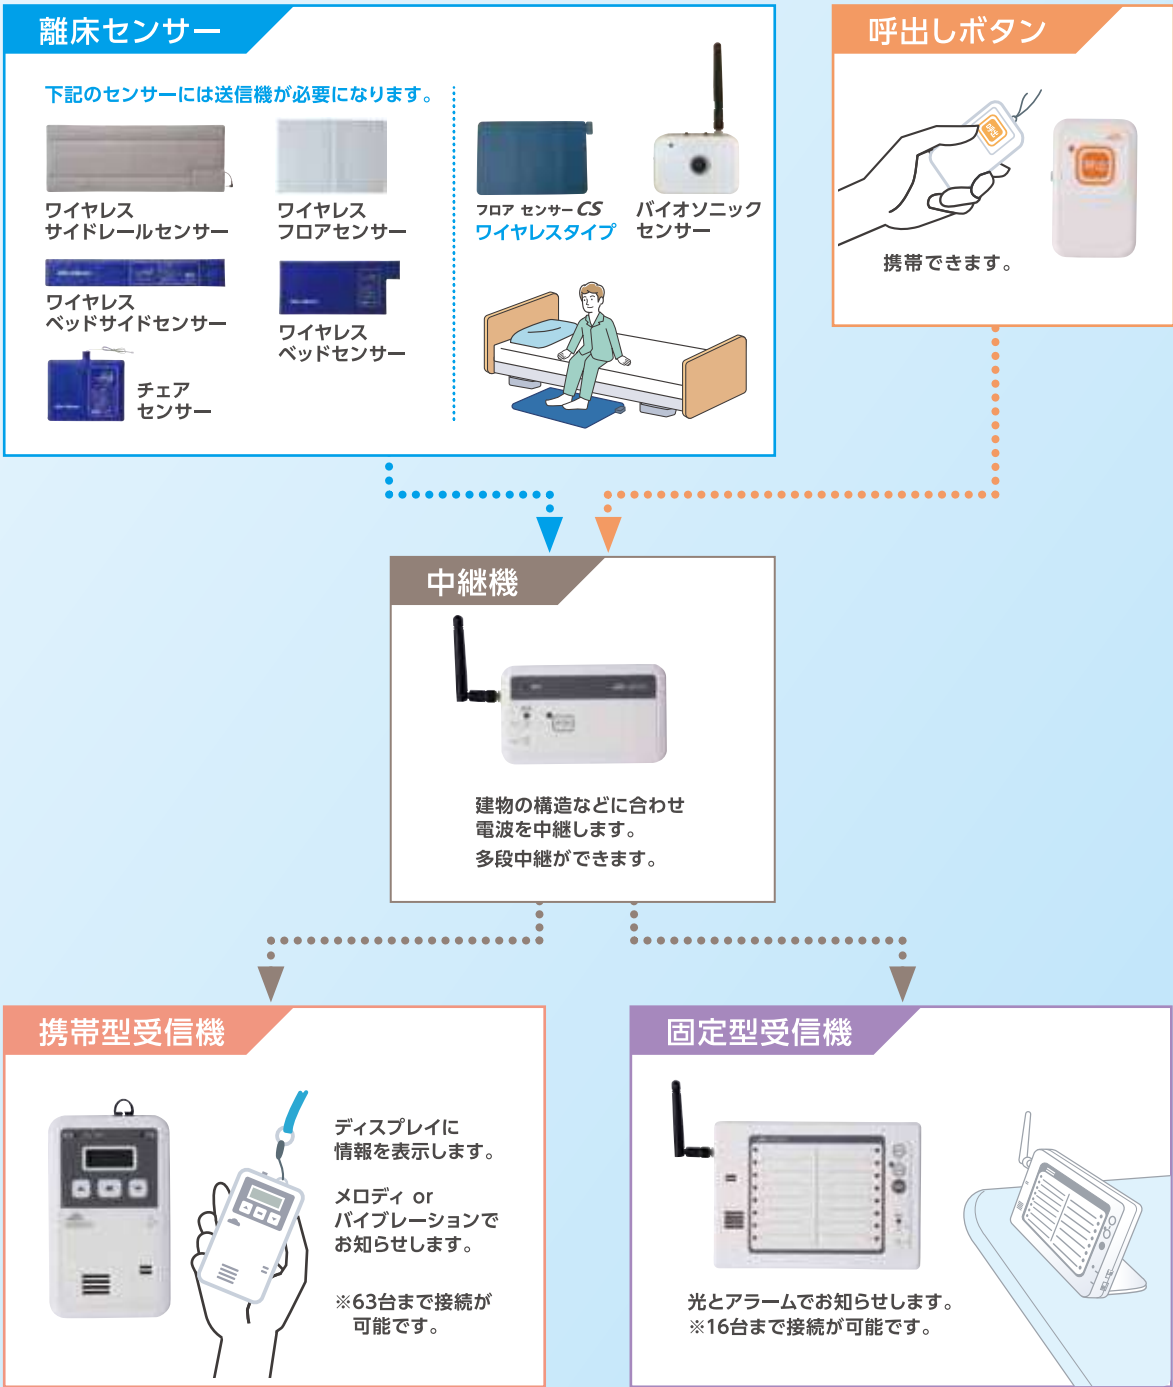 離床センサー
下記のセンサーには送信機が必要になります。
ワイヤレス
サイドレールセンサー
ワイヤレス
フロアセンサー
ワイヤレス
ベッドサイドセンサー
ワイヤレス
ベッドセンサー
チェア
センサー
フロア センサーCS
ワイヤレスタイプ
バイオソニック
センサー
呼出しボタン
呼出
携帯できます。
中継機
建物の構造などに合わせ
電波を中継します。
多段中継ができます。
携帯型受信機
ディスプレイに
情報を表示します。
メロディ or
バイブレーションで
お知らせします。
※63台まで接続が
可能です。
固定型受信機
光とアラームでお知らせします。
※16台まで接続が可能です。